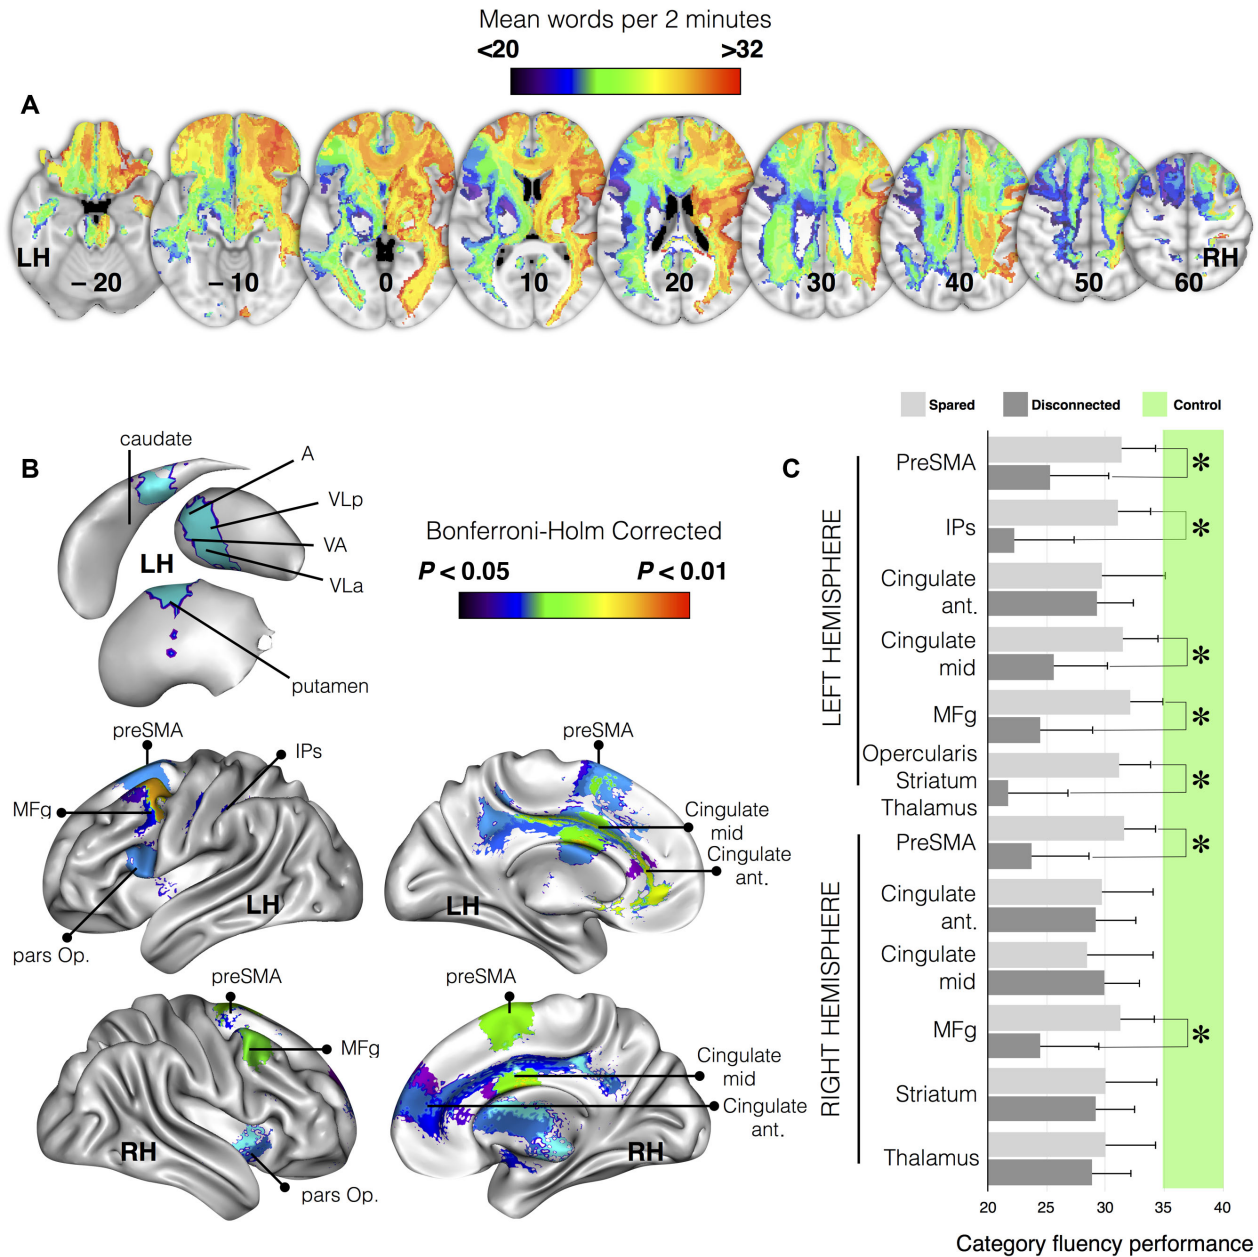 Mean words per 2 minutes
<20 >32
A
LH
RH
– 20 – 10 0 10 20 30 40 50 60
B
caudate
A
VLp
VA
VLa
LH
putamen
Bonferroni-Holm Corrected
P < 0.05 P < 0.01
preSMA
IPs
MFg
pars Op.
LH
preSMA
Cingulate
mid
Cingulate
ant.
LH
preSMA
MFg
RH
pars Op.
preSMA
Cingulate
mid
Cingulate
ant.
RH
C
Spared Disconnected Control
LEFT HEMISPHERE
PreSMA *
IPs *
Cingulate
ant.
Cingulate
mid *
MFg *
Opercularis
Striatum *
Thalamus
RIGHT HEMISPHERE
PreSMA *
Cingulate
ant.
Cingulate
mid
MFg *
Striatum
Thalamus
20 25 30 35 40
Category fluency performance